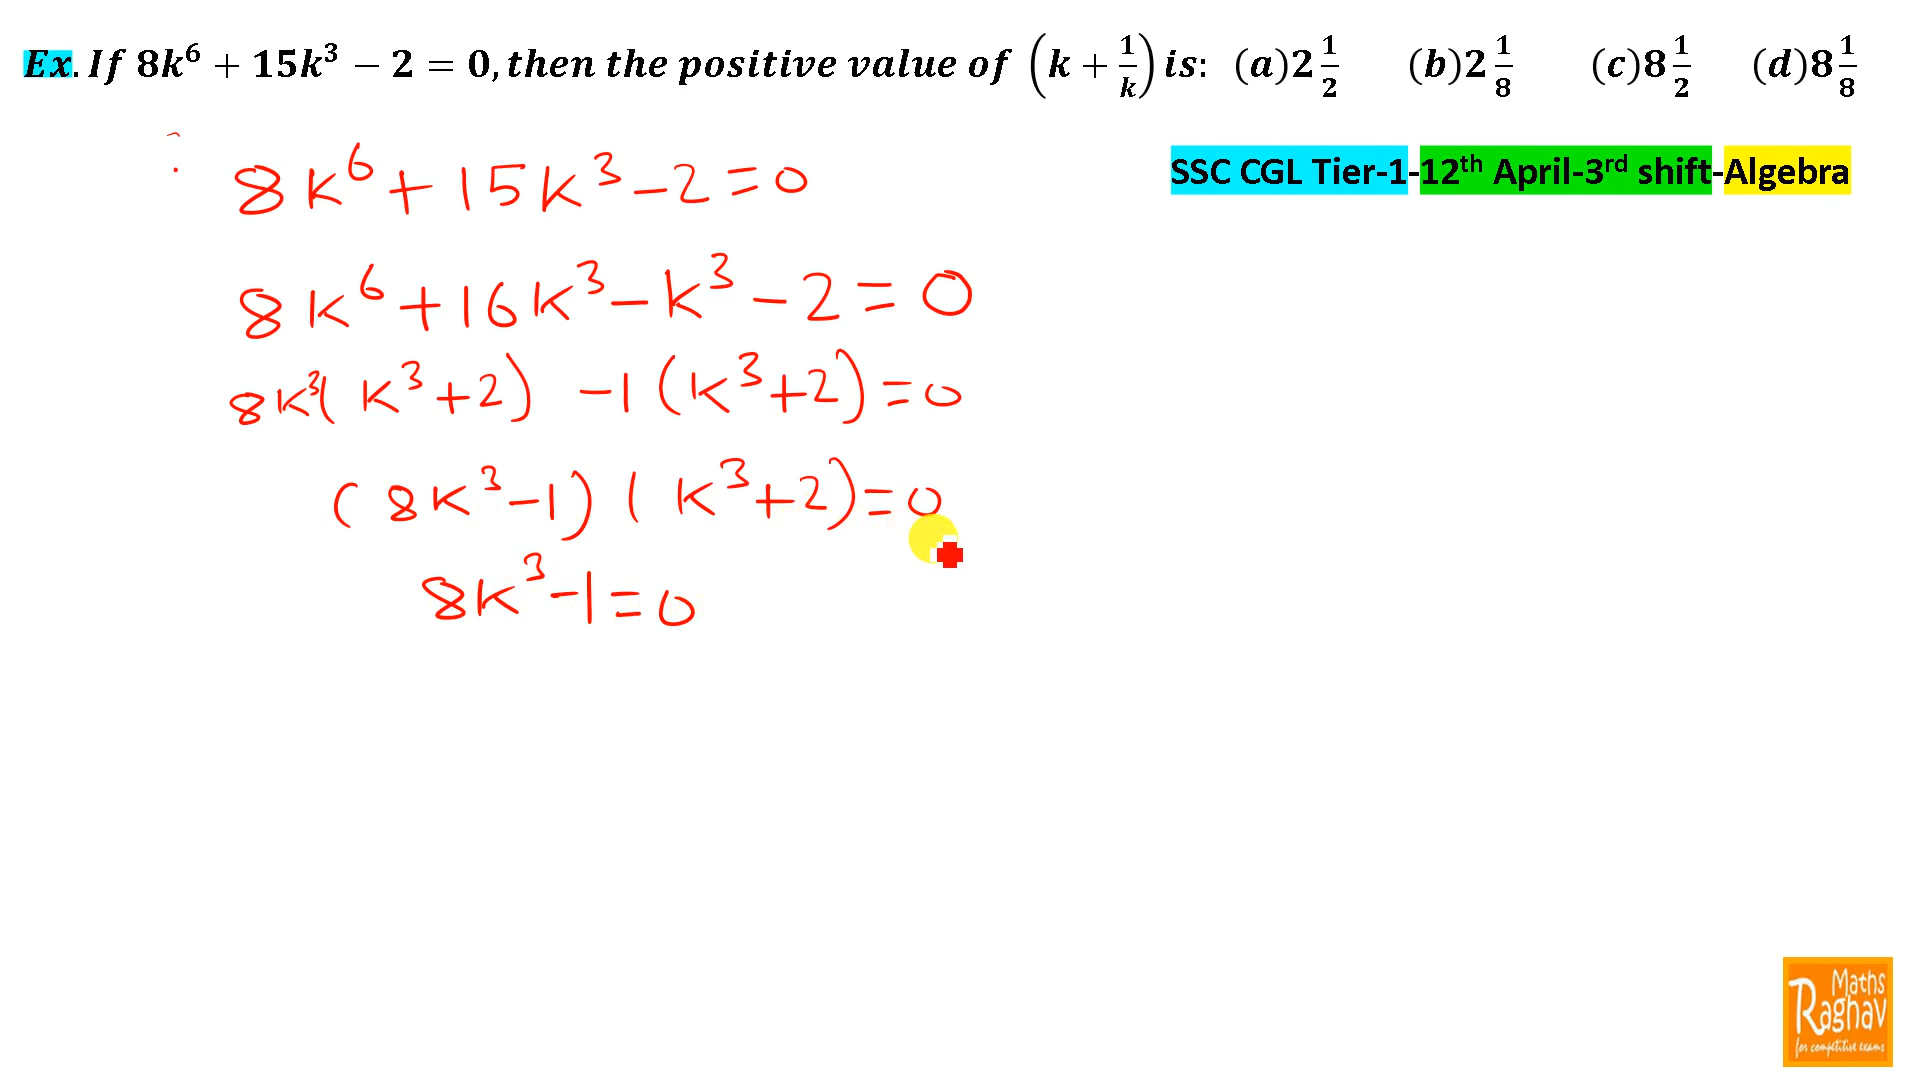 Ex. If 8k⁶ + 15k³ − 2 = 0, then the positive value of (k + 1/k) is: (a)2 1/2 (b)2 1/8 (c)8 1/2 (d)8 1/8
SSC CGL Tier-1-12th April-3rd shift-Algebra
8k⁶ + 15k³ − 2 = 0
8k⁶ + 16k³ − k³ − 2 = 0
8k³(k³ + 2) − 1(k³ + 2) = 0
(8k³ − 1)(k³ + 2) = 0
8k³ − 1 = 0
Maths
Raghav
for competitive exams